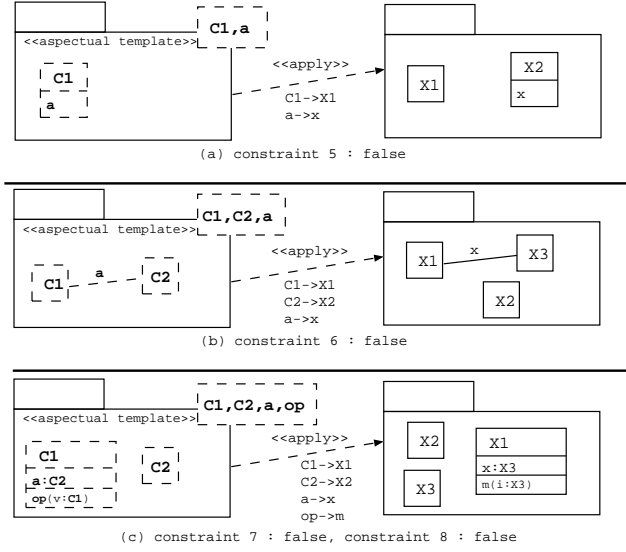 C1,a
<<aspectual template>>
C1
a
<<apply>>
C1->X1
a->x
X1
X2
x
(a) constraint 5 : false
C1,C2,a
<<aspectual template>>
C1
a
C2
<<apply>>
C1->X1
C2->X2
a->x
X1
x
X3
X2
(b) constraint 6 : false
C1,C2,a,op
<<aspectual template>>
C1
a:C2
op(v:C1)
C2
<<apply>>
C1->X1
C2->X2
a->x
op->m
X2
X3
X1
x:X3
m(i:X3)
(c) constraint 7 : false, constraint 8 : false